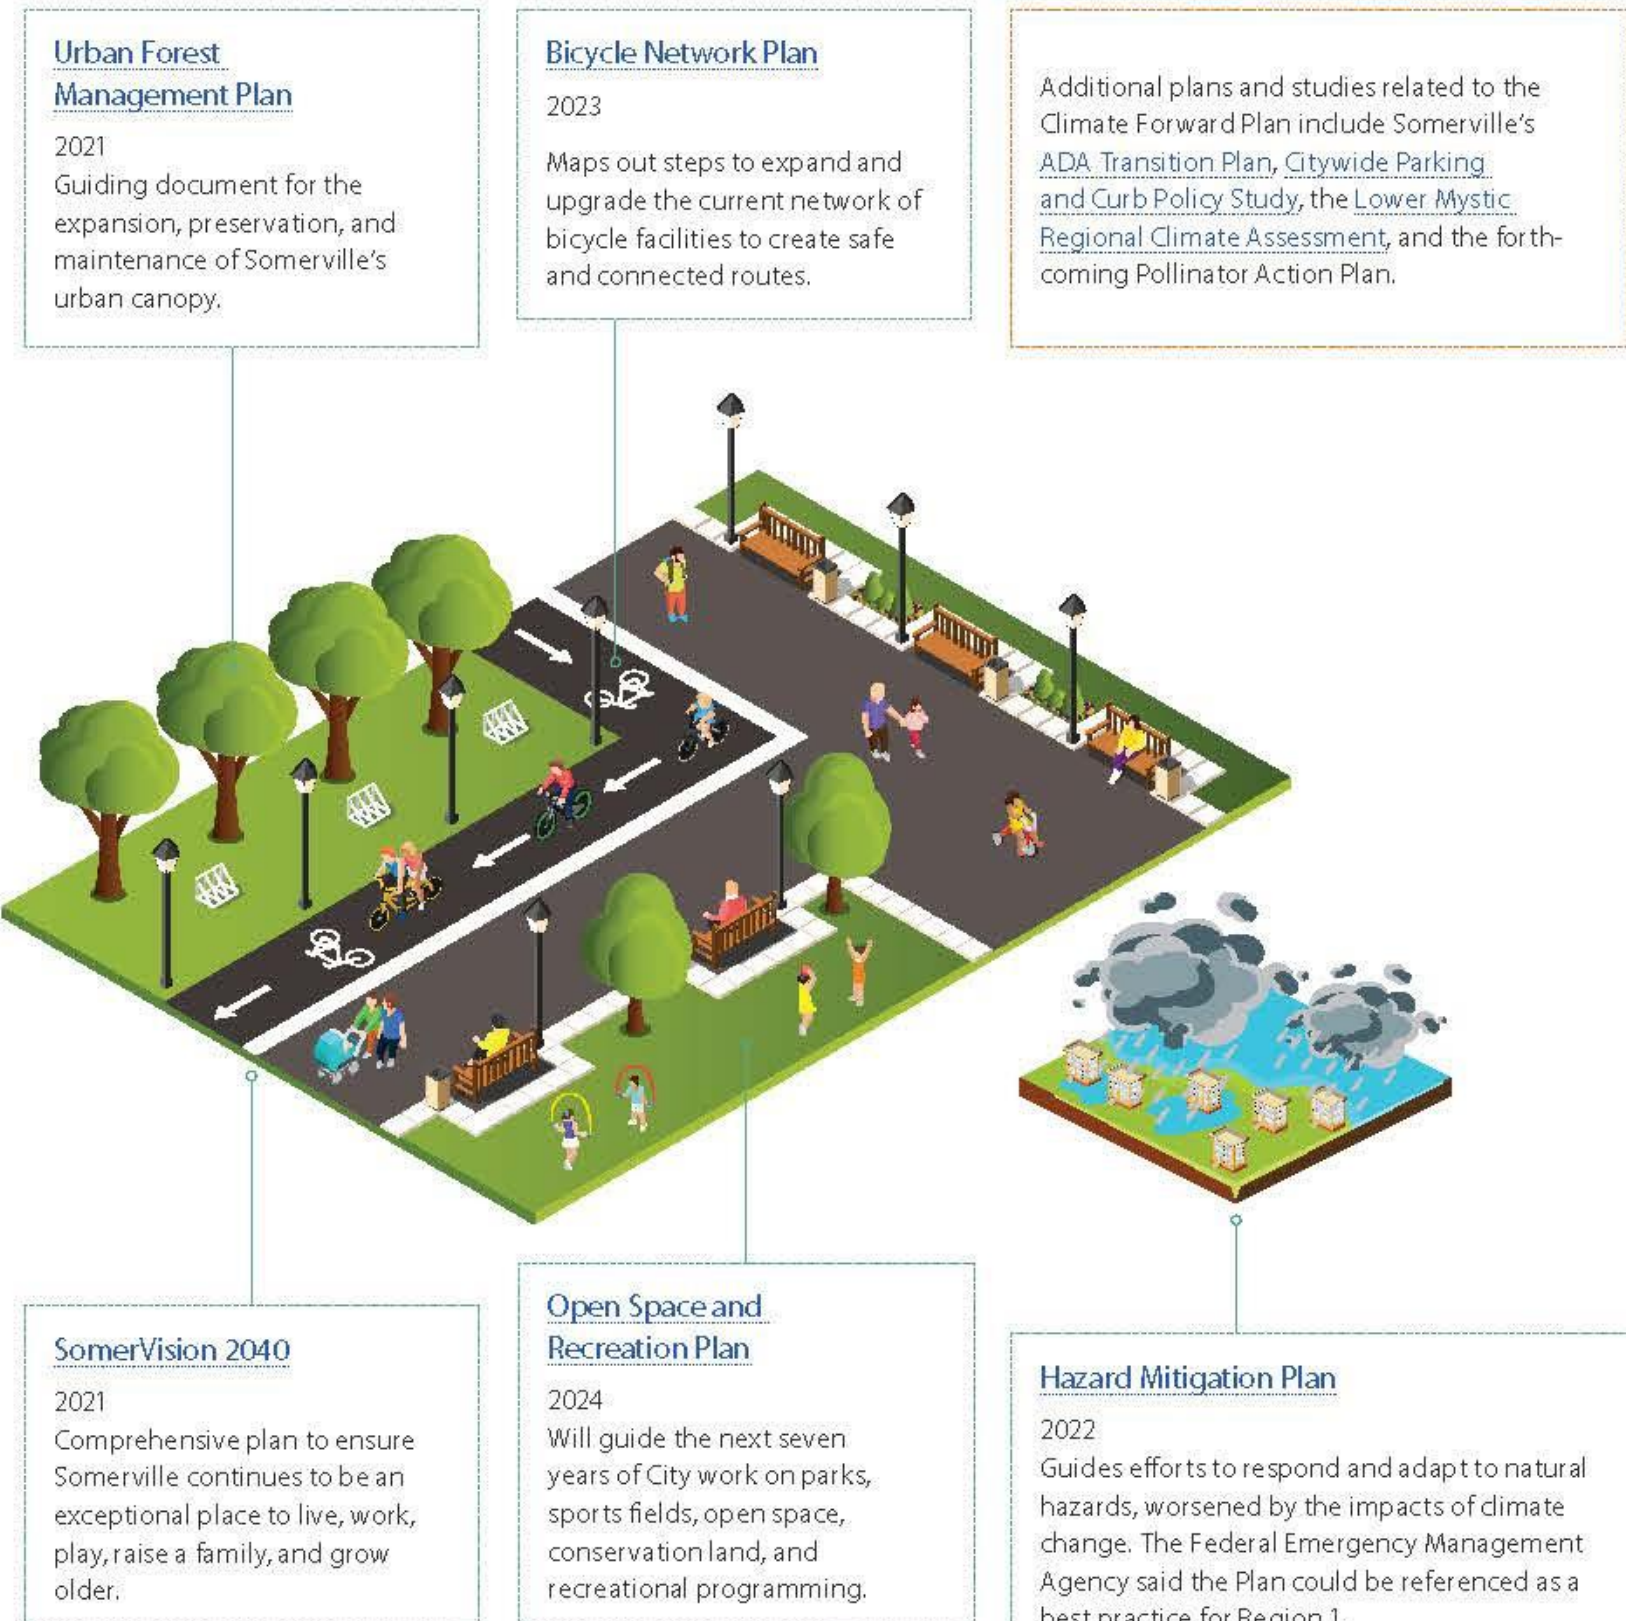 Urban Forest
Management Plan
2021
Guiding document for the
expansion, preservation, and
maintenance of Somerville's
urban canopy.
Bicycle Network Plan
2023
Maps out steps to expand and
upgrade the current network of
bicycle facilities to create safe
and connected routes.
Additional plans and studies related to the
Climate Forward Plan include Somerville's
ADA Transition Plan, Citywide Parking
and Curb Policy Study, the Lower Mystic
Regional Climate Assessment, and the forth-
coming Pollinator Action Plan.
SomerVision 2040
2021
Comprehensive plan to ensure
Somerville continues to be an
exceptional place to live, work,
play, raise a family, and grow
older.
Open Space and
Recreation Plan
2024
Will guide the next seven
years of City work on parks,
sports fields, open space,
conservation land, and
recreational programming.
Hazard Mitigation Plan
2022
Guides efforts to respond and adapt to natural
hazards, worsened by the impacts of climate
change. The Federal Emergency Management
Agency said the Plan could be referenced as a
best practice for Region 1.